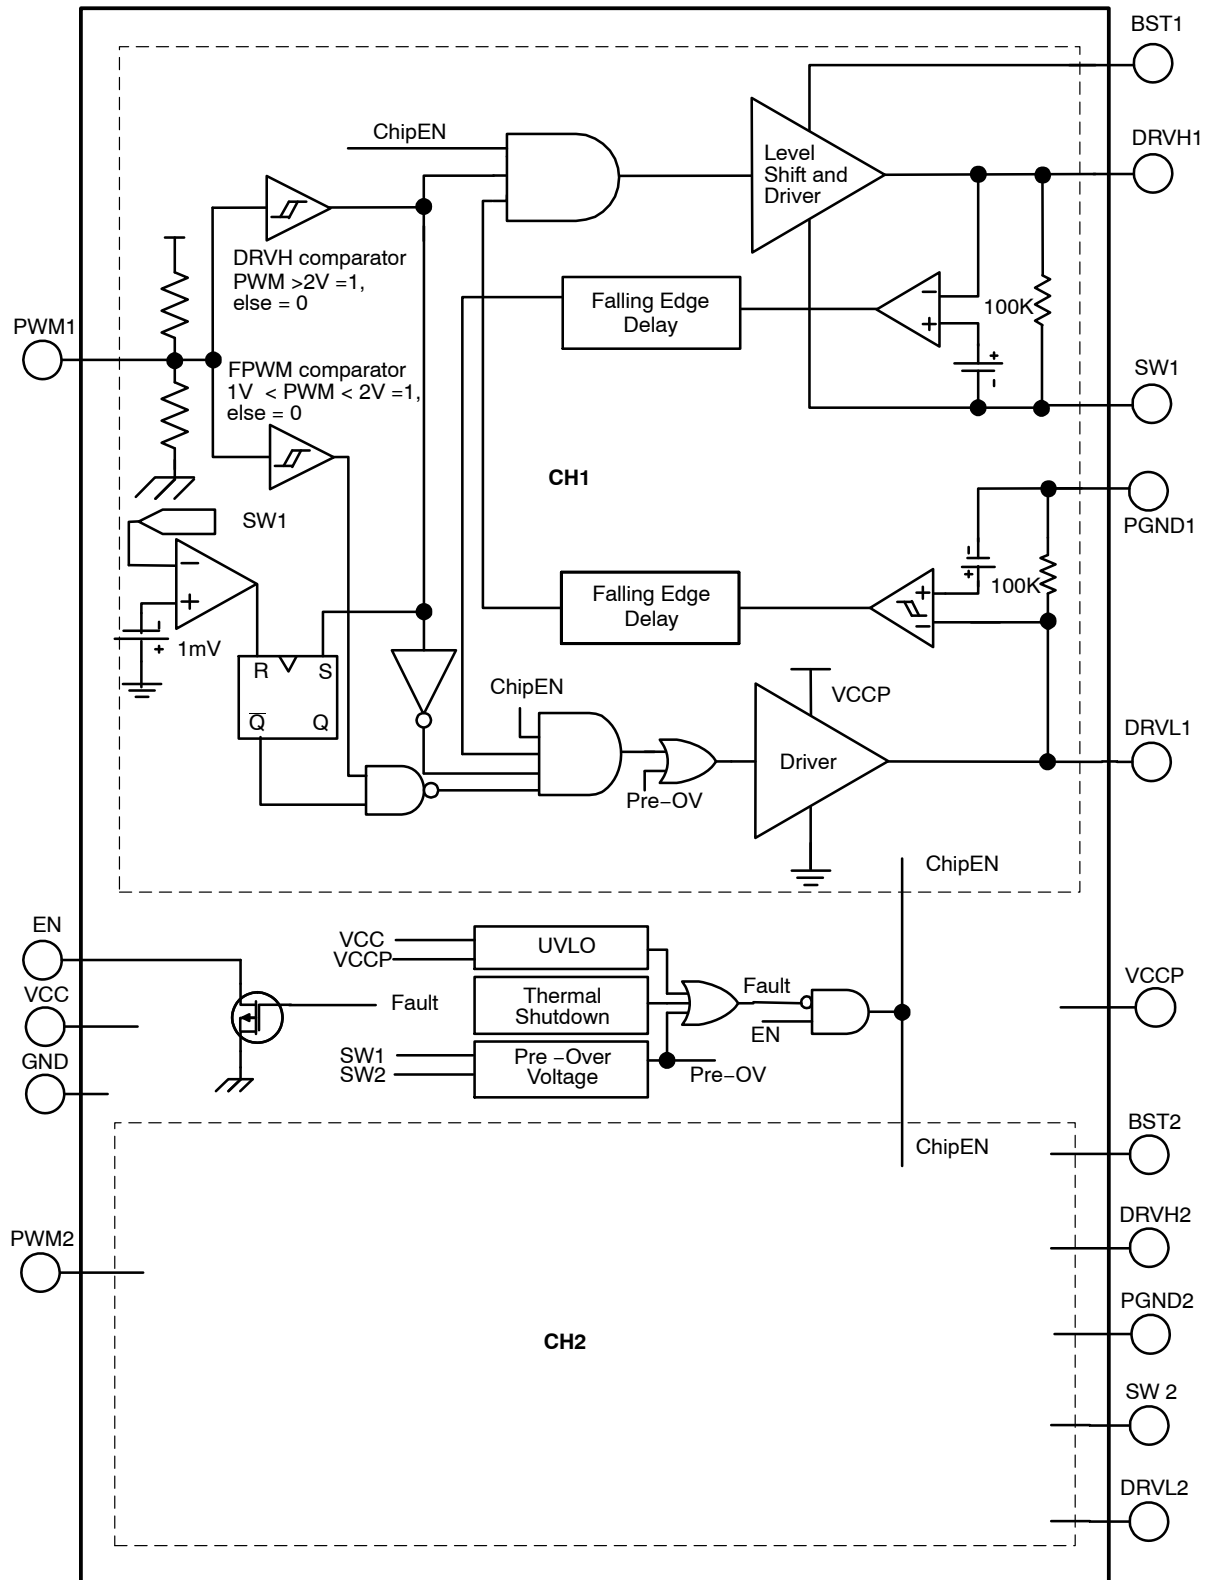 BST1
ChipEN
DRVH1
Level
Shift and
Driver
DRVH comparator
PWM >2V =1,
else = 0
Falling Edge
Delay
−
+
100K
+
-
PWM1
FPWM comparator
1V < PWM < 2V =1,
else = 0
SW1
CH1
SW1
PGND1
−
+
1mV
-
+
Falling Edge
Delay
+
−
-
+
100K
R S
Q Q
ChipEN
VCCP
DRVL1
Driver
Pre−OV
ChipEN
EN
VCC
VCCP
UVLO
VCC
Fault
Thermal
Shutdown
Fault
EN
VCCP
GND
SW1
SW2
Pre −Over
Voltage
Pre−OV
ChipEN
BST2
DRVH2
PWM2
PGND2
CH2
SW 2
DRVL2